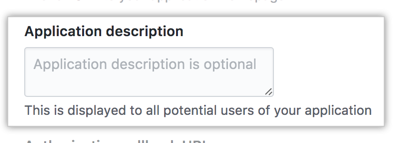 Application description
Application description is optional
This is displayed to all potential users of your application